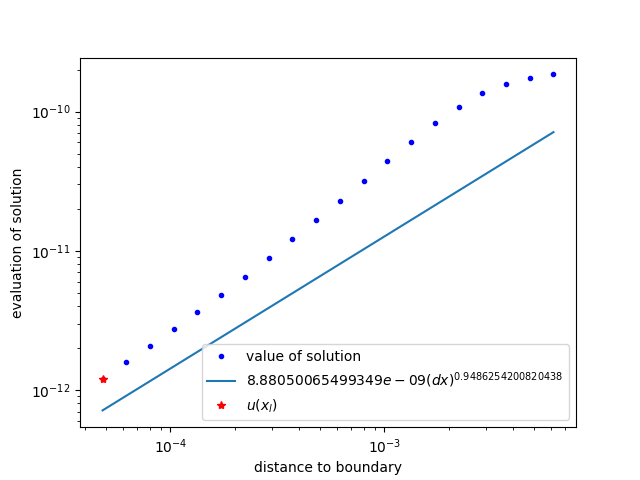 10⁻¹⁰
10⁻¹¹
10⁻¹²
evaluation of solution
value of solution
8.88050065499349e − 09(dx)^0.9486254200820438
u(x_l)
10⁻⁴
10⁻³
distance to boundary